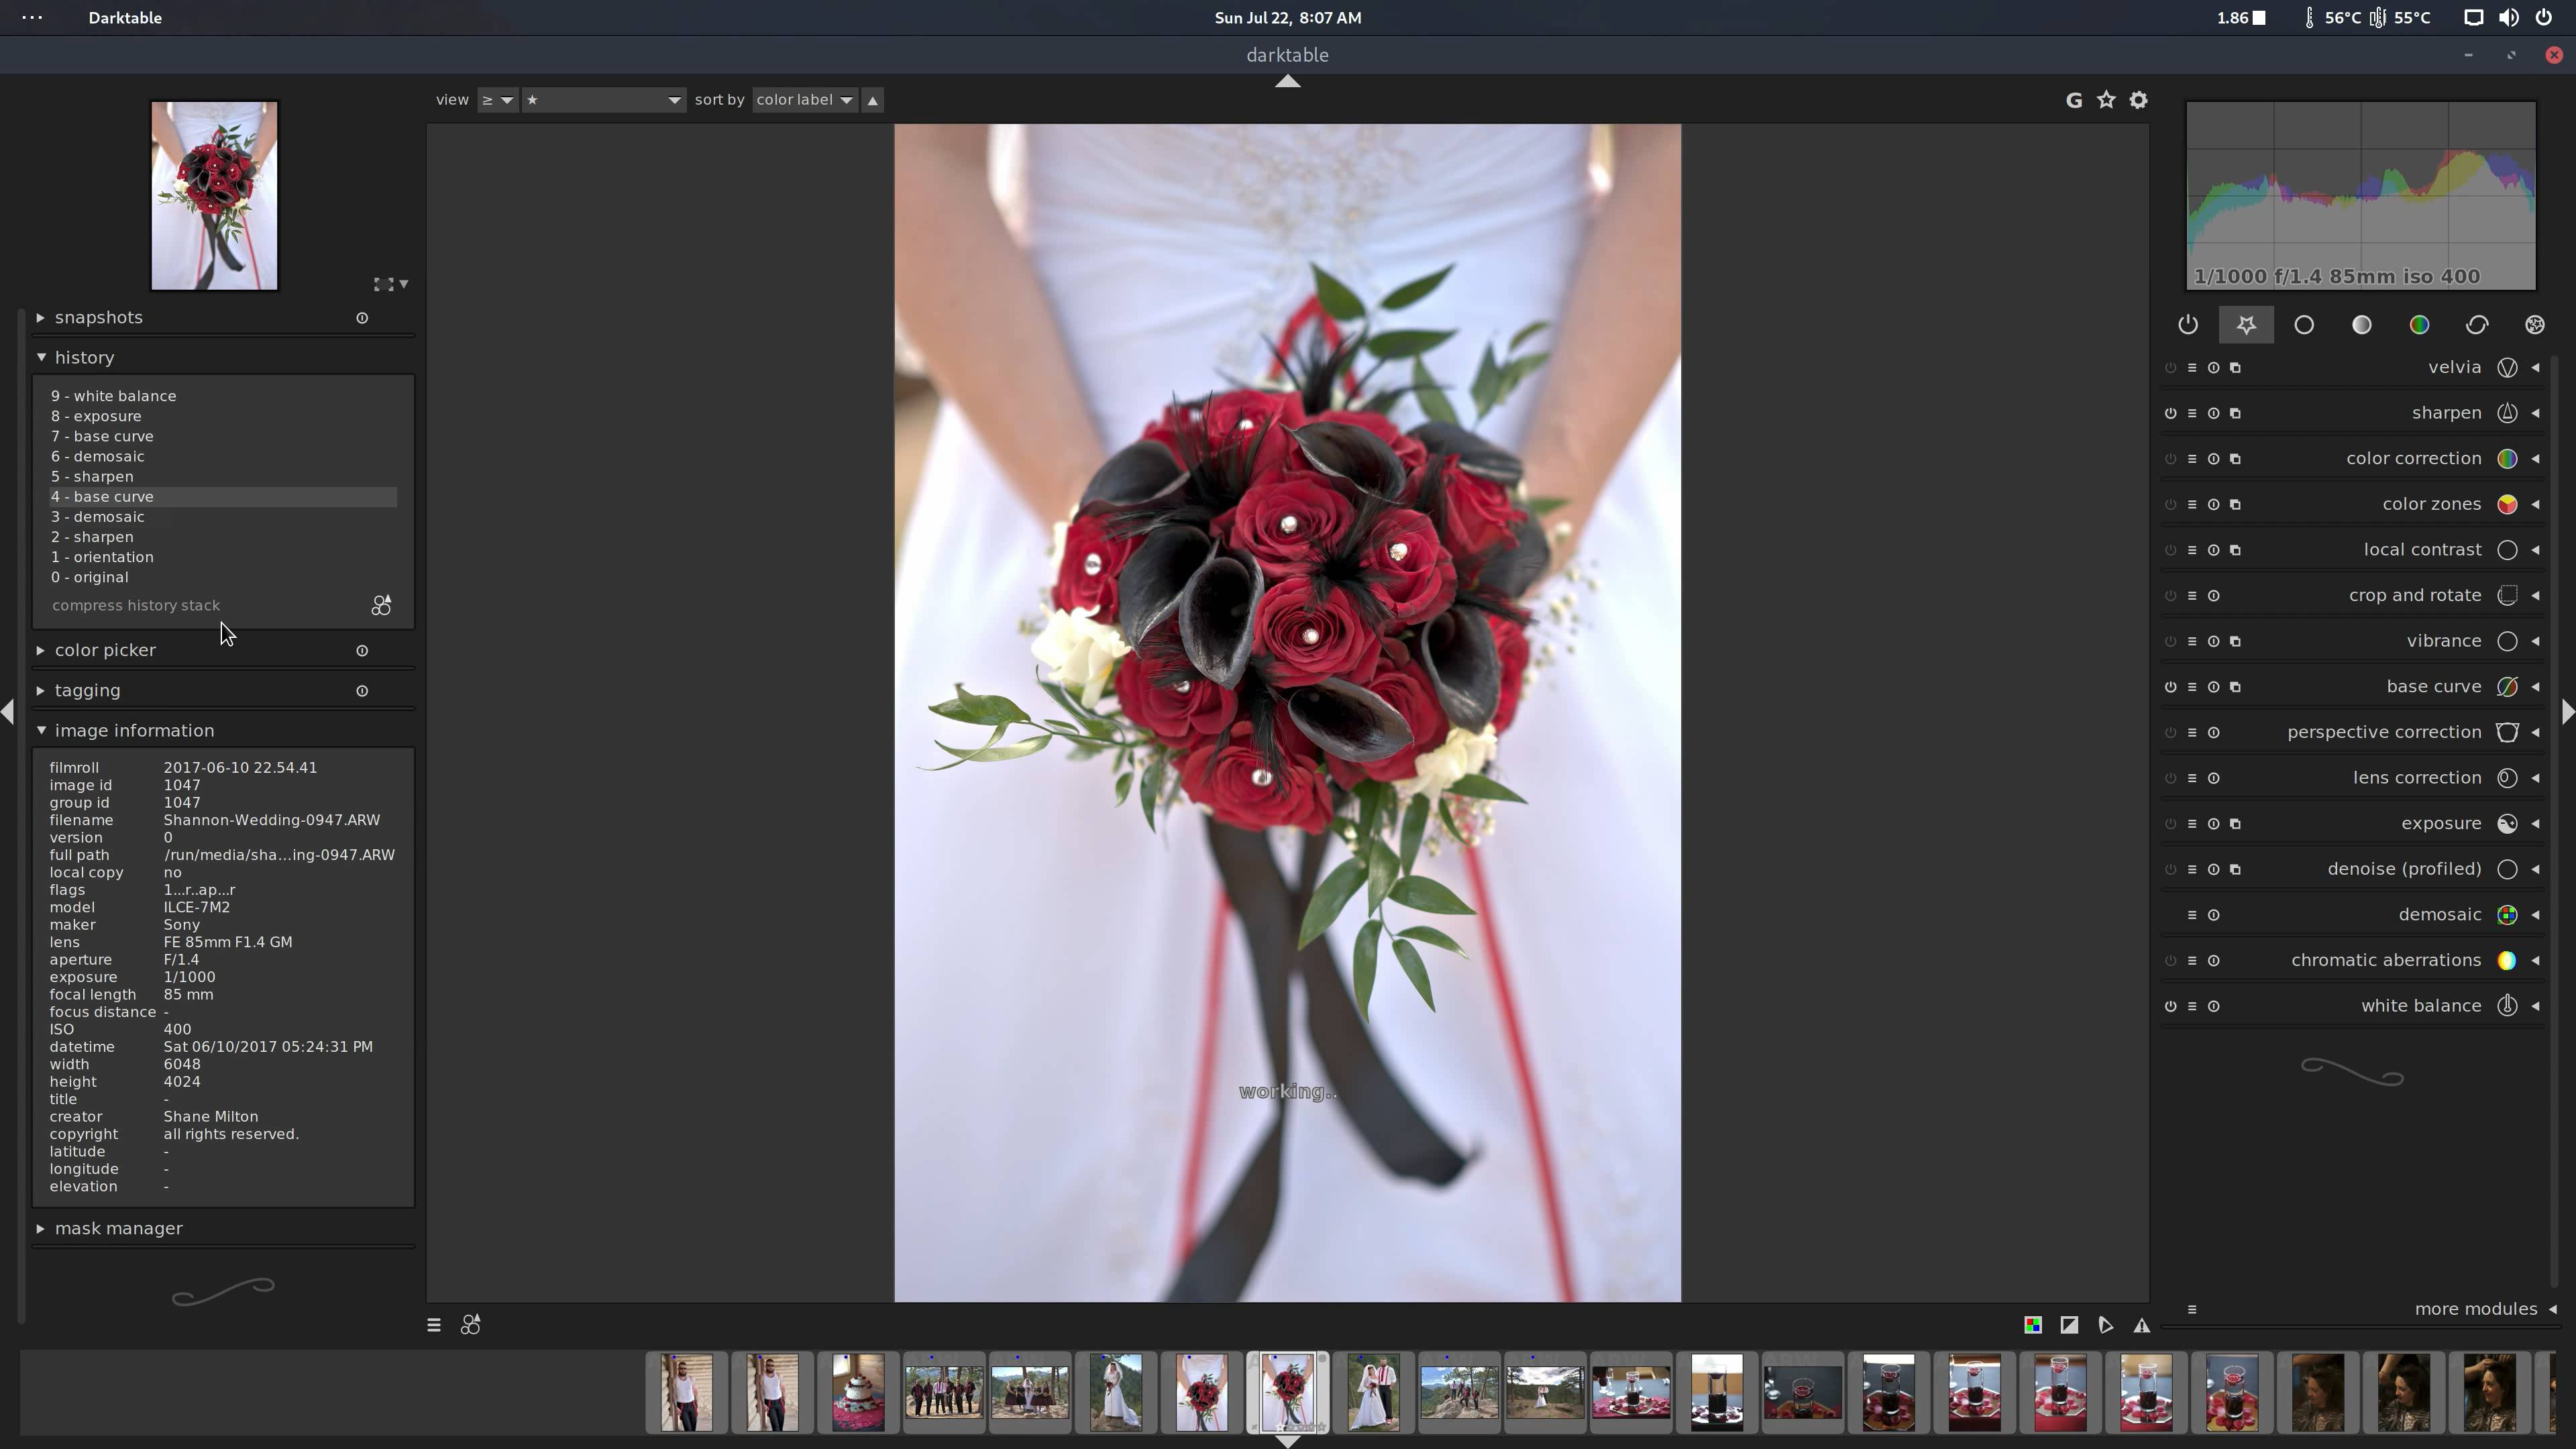 Darktable
Sun Jul 22, 8:07 AM
1.86 56°C 55°C
darktable
view ≥ ★ sort by color label
G
1/1000 f/1.4 85mm iso 400
snapshots
history
9 - white balance
8 - exposure
7 - base curve
6 - demosaic
5 - sharpen
4 - base curve
3 - demosaic
2 - sharpen
1 - orientation
0 - original
compress history stack
color picker
tagging
image information
filmroll 2017-06-10 22.54.41
image id 1047
group id 1047
filename Shannon-Wedding-0947.ARW
version 0
full path /run/media/sha...ing-0947.ARW
local copy no
flags 1...r..ap...r
model ILCE-7M2
maker Sony
lens FE 85mm F1.4 GM
aperture F/1.4
exposure 1/1000
focal length 85 mm
focus distance -
ISO 400
datetime Sat 06/10/2017 05:24:31 PM
width 6048
height 4024
title -
creator Shane Milton
copyright all rights reserved.
latitude -
longitude -
elevation -
mask manager
working..
velvia
sharpen
color correction
color zones
local contrast
crop and rotate
vibrance
base curve
perspective correction
lens correction
exposure
denoise (profiled)
demosaic
chromatic aberrations
white balance
more modules